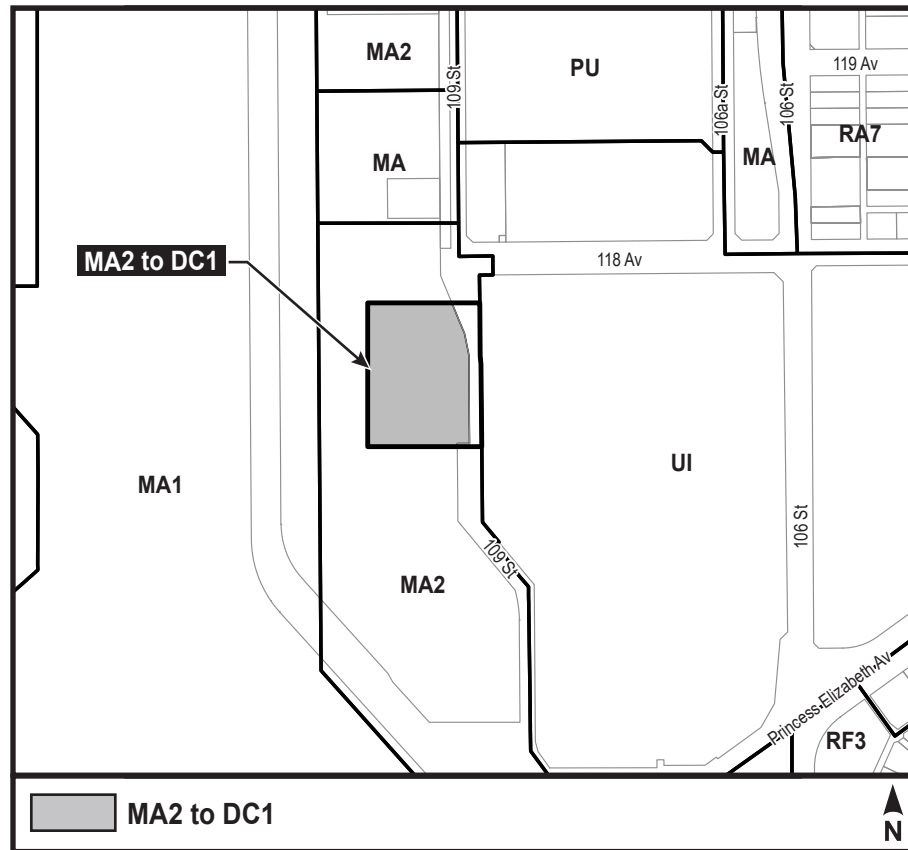 MA2
109 St
PU
106a St
106 St
119 Av
MA
MA
RA7
118 Av
MA2 to DC1
MA1
UI
106 St
109 St
MA2
Princess Elizabeth Av
RF3
MA2 to DC1
N